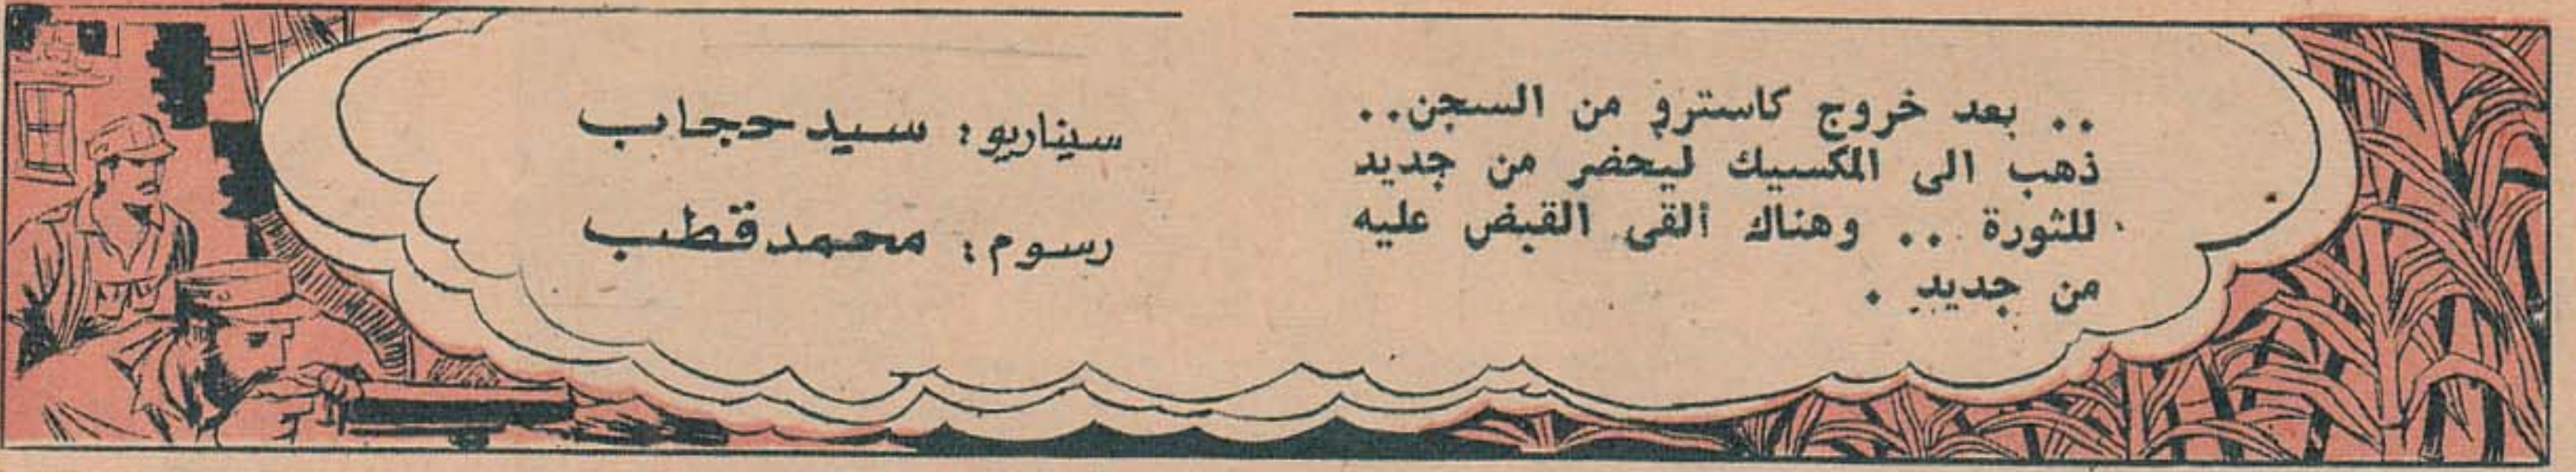 .. بعد خروج كاسترو من السجن..
ذهب الى المكسيك ليحضر من جديد
للثورة .. وهناك ألقى القبض عليه
من جديد .
سيناريو: سيد حجاب
رسوم: محمد قطب